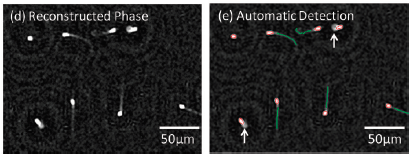 (d) Reconstructed Phase
(e) Automatic Detection
50μm
50μm